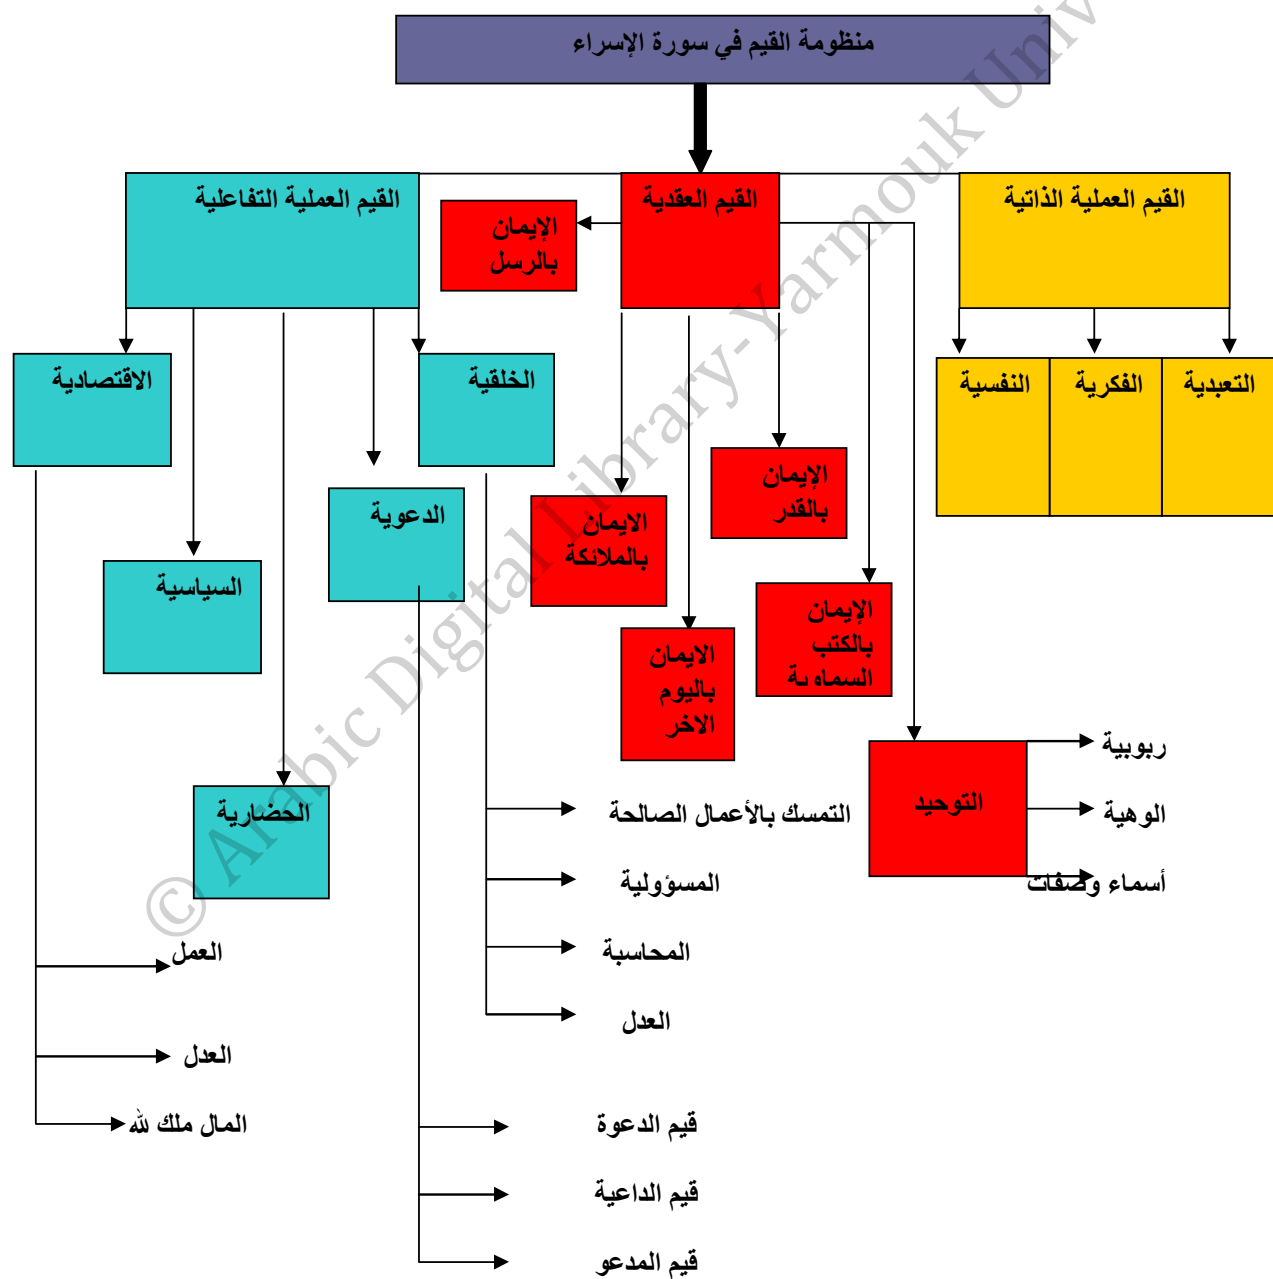 منظومة القيم في سورة الإسراء
القيم العملية الذاتية
القيم العقدية
القيم العملية التفاعلية
الإيمان
بالرسل
التعبدية
الفكرية
النفسية
الخلقية
الاقتصادية
الإيمان
بالقدر
الايمان
بالملائكة
الدعوية
السياسية
الإيمان
بالكتب
السماوية
الايمان
باليوم
الاخر
التوحيد
ربوبية
الوهية
أسماء وصفات
الحضارية
التمسك بالأعمال الصالحة
المسؤولية
المحاسبة
العدل
العمل
العدل
المال ملك لله
قيم الدعوة
قيم الداعية
قيم المدعو
© Arabic Digital Library-Yarmouk Univ